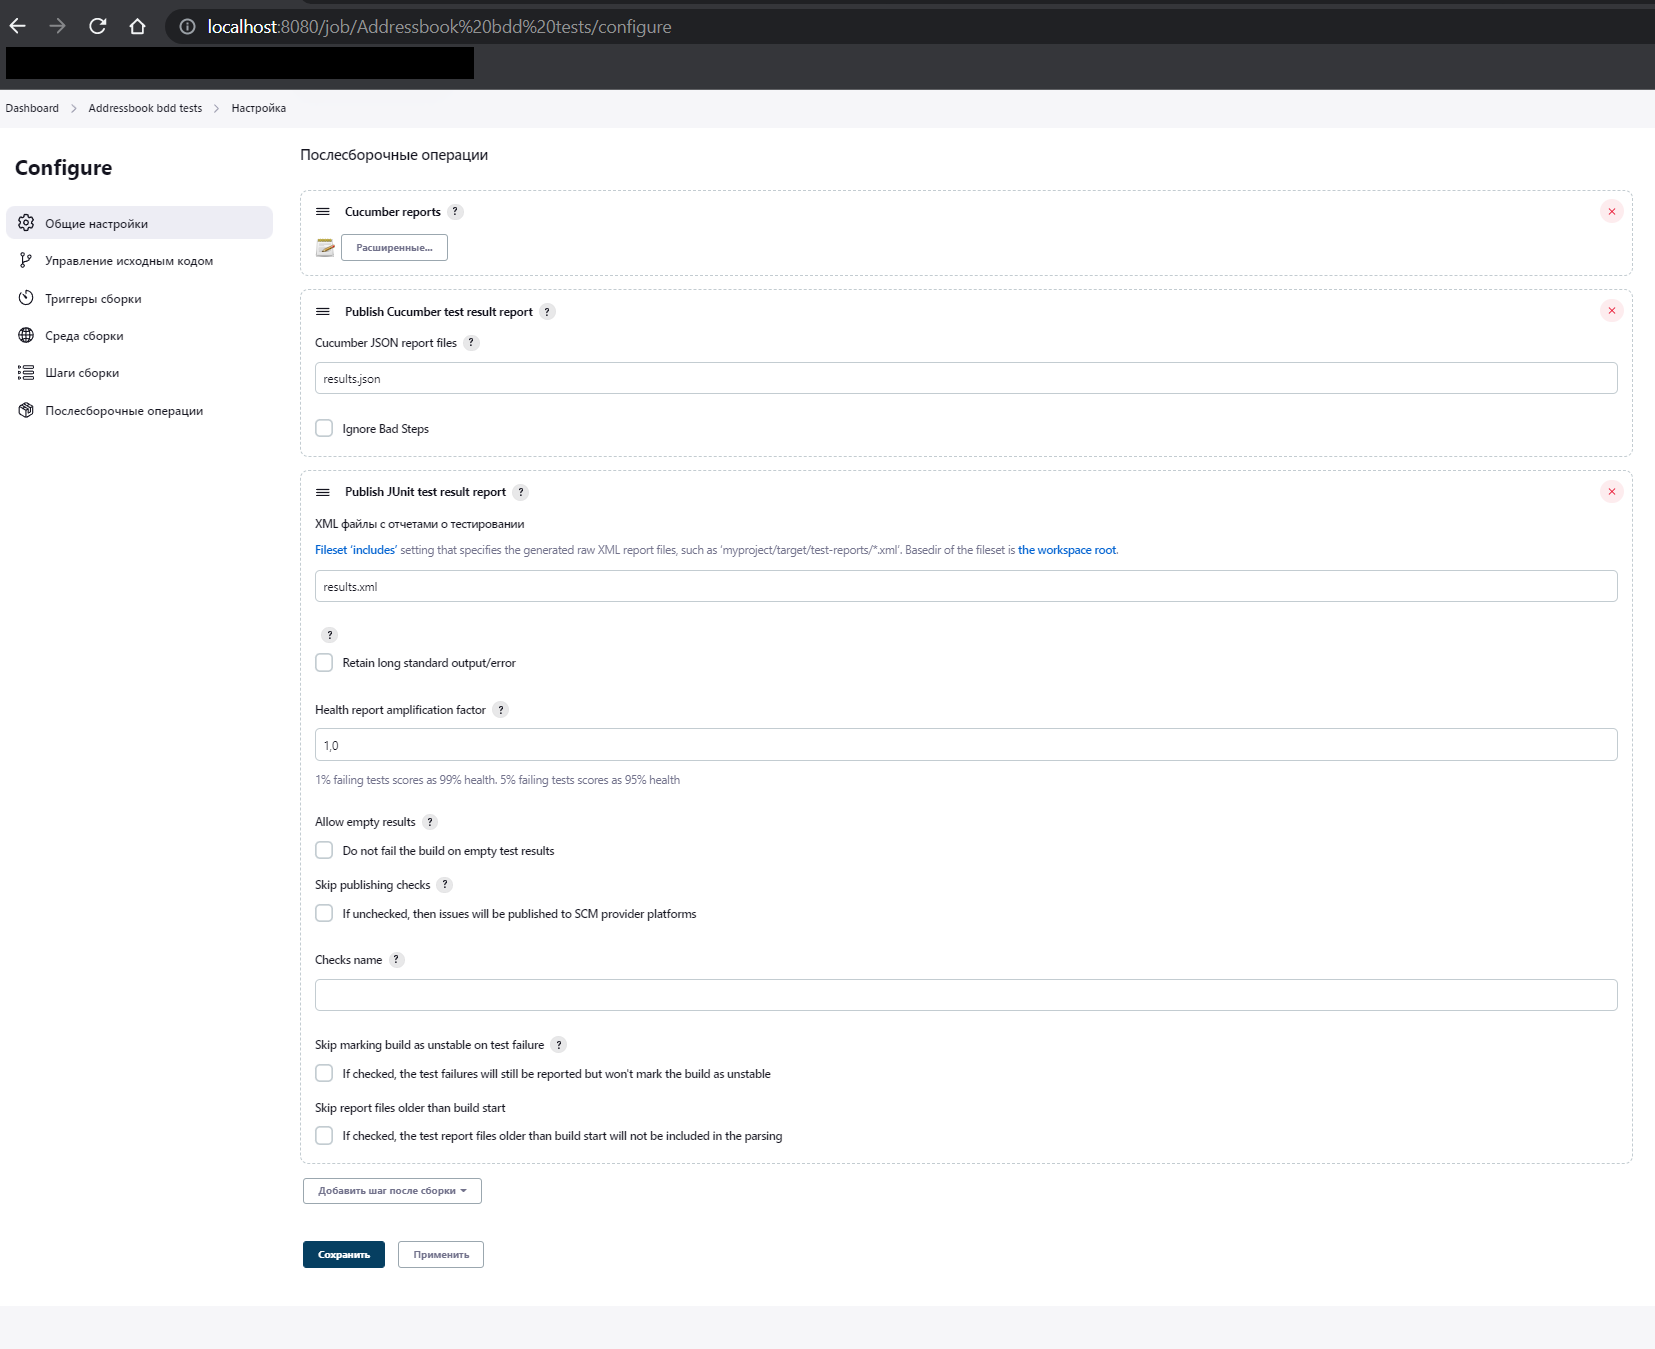 localhost:8080/job/Addressbook%20bdd%20tests/configure
Dashboard Addressbook bdd tests Настройка
Configure
Общие настройки
Управление исходным кодом
Триггеры сборки
Среда сборки
Шаги сборки
Послесборочные операции
Послесборочные операции
Cucumber reports ?
Расширенные...
Publish Cucumber test result report ?
Cucumber JSON report files ?
results.json
Ignore Bad Steps
Publish JUnit test result report ?
XML файлы с отчетами о тестировании
Fileset 'includes' setting that specifies the generated raw XML report files, such as 'myproject/target/test-reports/*.xml'. Basedir of the fileset is the workspace root.
results.xml
?
Retain long standard output/error
Health report amplification factor ?
1,0
1% failing tests scores as 99% health. 5% failing tests scores as 95% health
Allow empty results ?
Do not fail the build on empty test results
Skip publishing checks ?
If unchecked, then issues will be published to SCM provider platforms
Checks name ?
Skip marking build as unstable on test failure ?
If checked, the test failures will still be reported but won't mark the build as unstable
Skip report files older than build start
If checked, the test report files older than build start will not be included in the parsing
Добавить шаг после сборки
Сохранить Применить